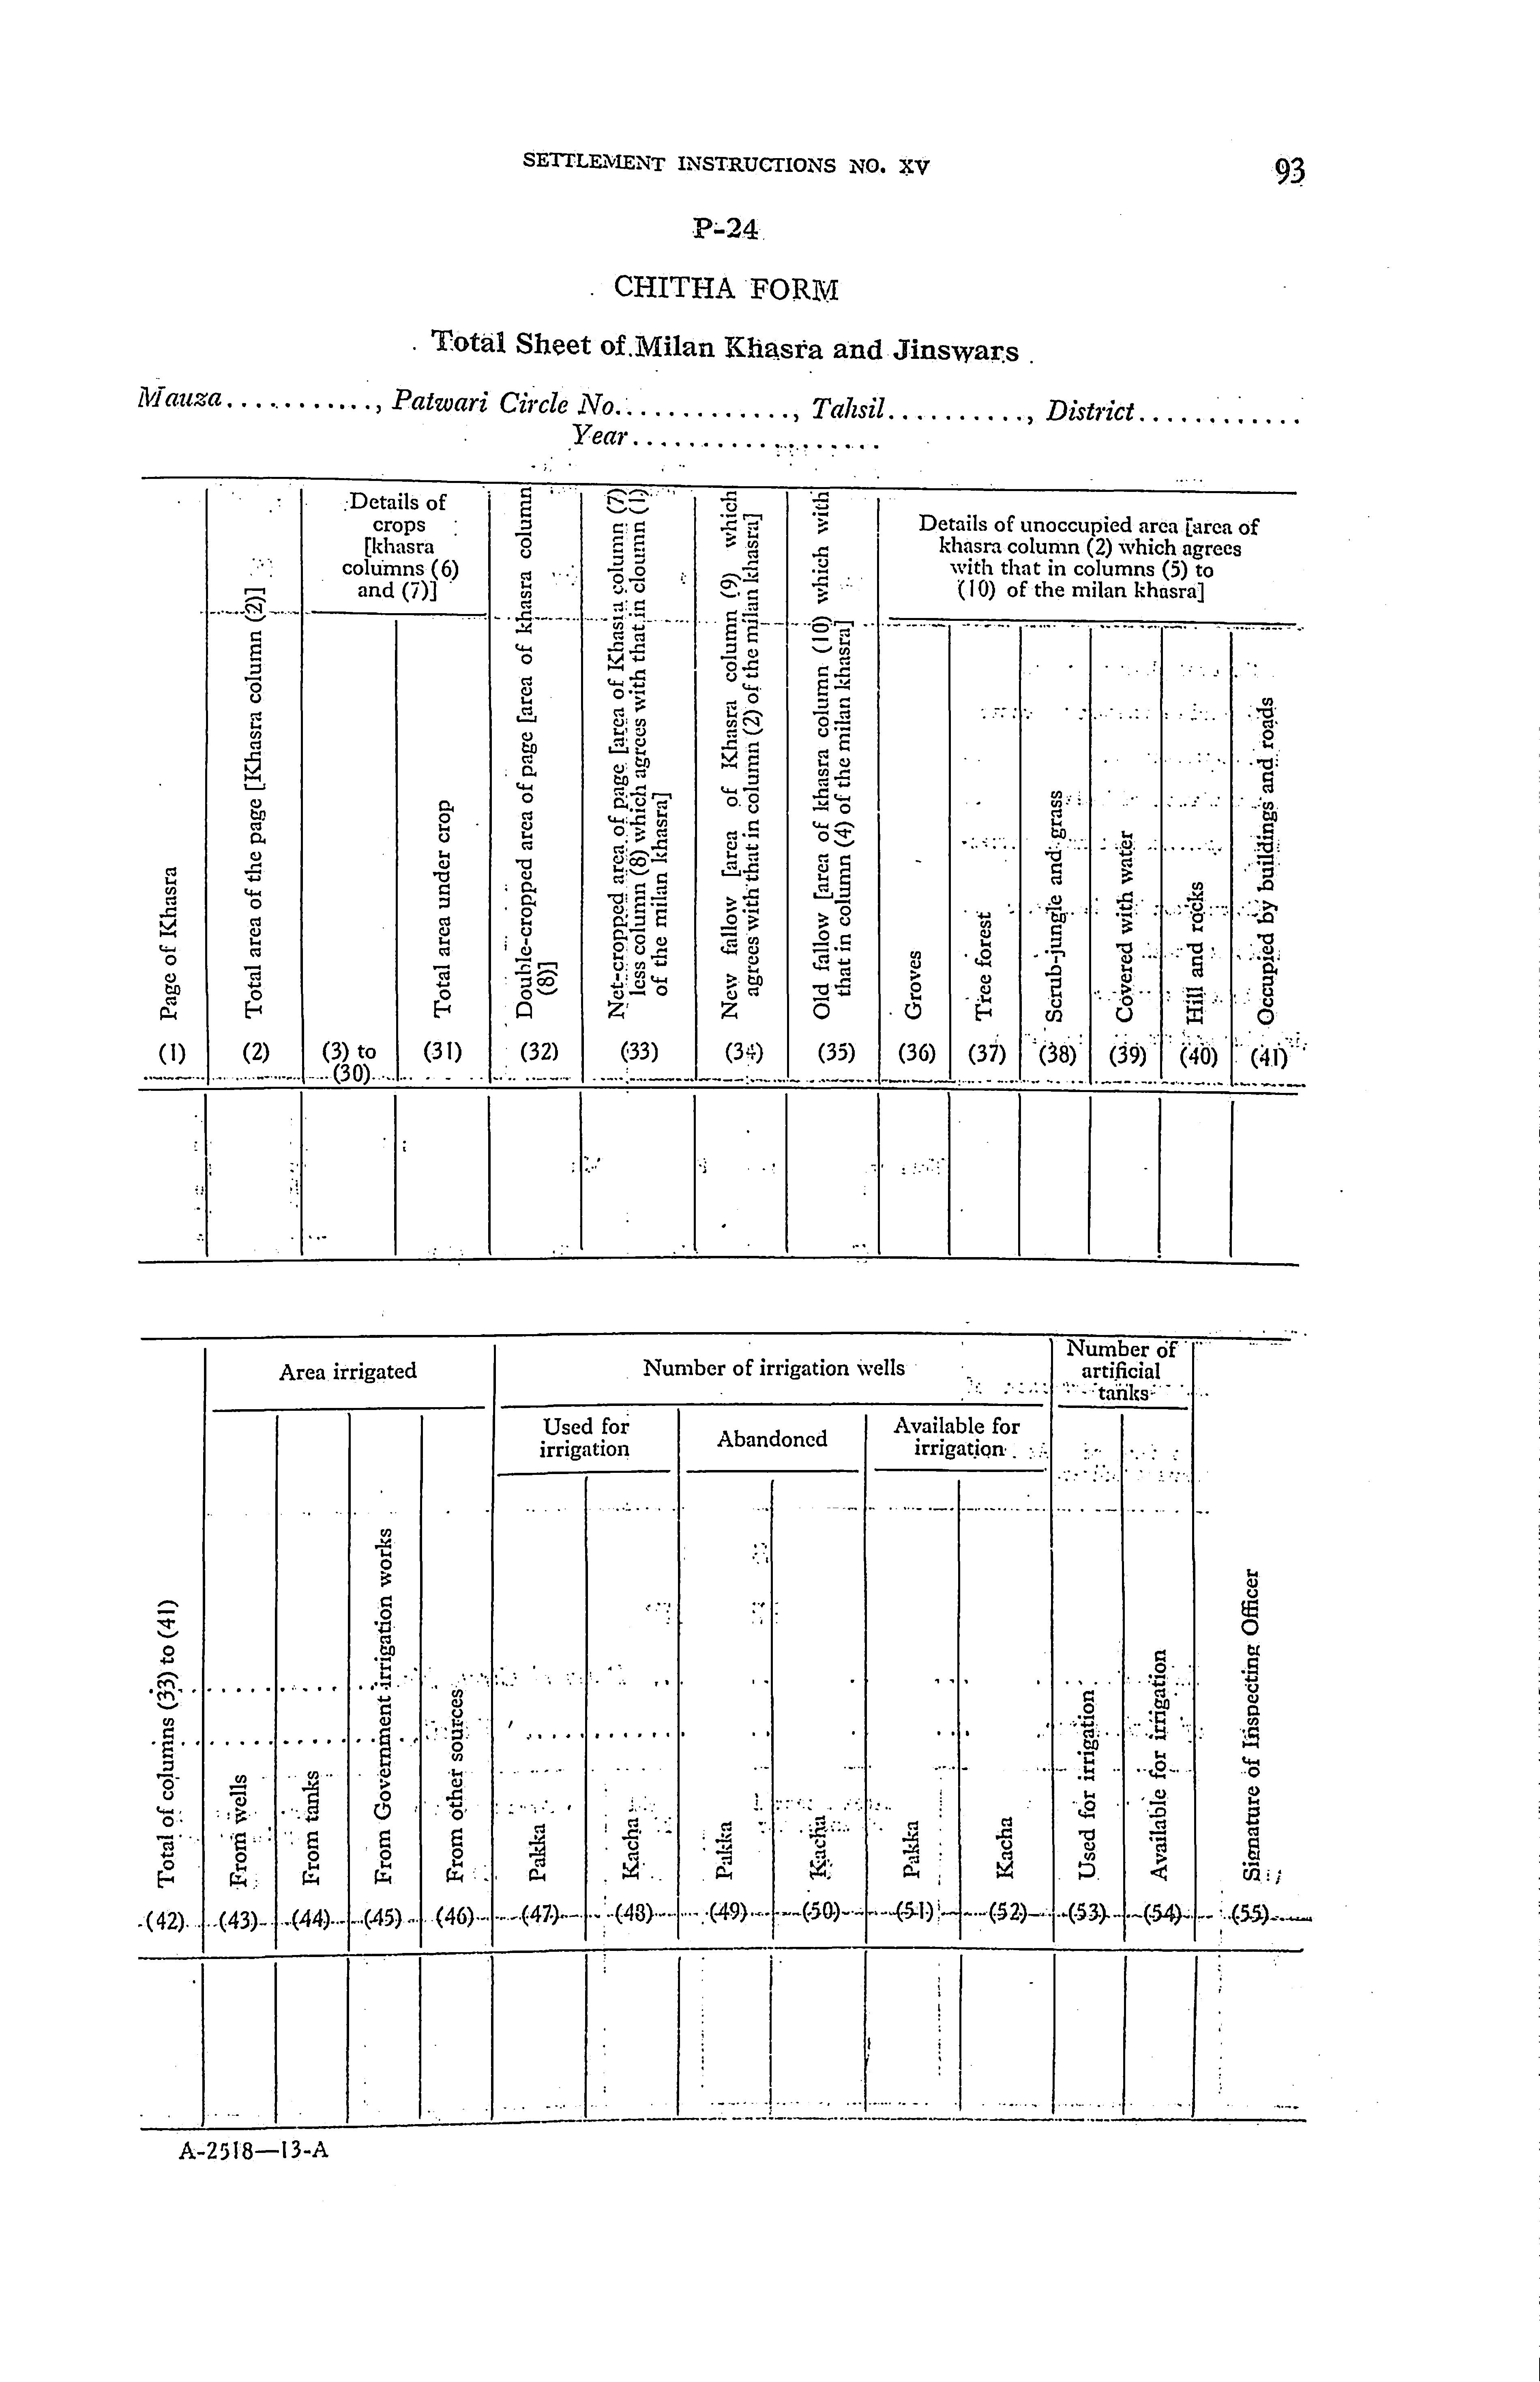 SETTLEMENT INSTRUCTIONS NO. XV
93
P-24
CHITHA FORM
Total Sheet of Milan Khasra and Jinswars
Mauza............, Patwari Circle No.............., Tahsil..........., District.............
Year...................
Page of Khasra
Total area of the page [Khasra column (2)]
Details of
crops
[khasra
columns (6)
and (7)]
Total area under crop
Double-cropped area of page [area of khasra column
(8)]
Net-cropped area of page [area of Khasra column (7)
less column (8) which agrees with that in cloumn (1)
of the milan khasra]
New fallow [area of Khasra column (9) which
agrees with that in column (2) of the milan khasra]
Old fallow [area of khasra column (10) which with
that in column (4) of the milan khasra]
Details of unoccupied area [area of
khasra column (2) which agrees
with that in columns (5) to
(10) of the milan khasra]
Groves
Tree forest
Scrub-jungle and grass
Covered with water
Hill and rocks
Occupied by buildings and roads
(1) (2) (3) to (31) (32) (33) (34) (35) (36) (37) (38) (39) (40) (41)
(30)
Total of columns (33) to (41)
Area irrigated
From wells
From tanks
From Government irrigation works
From other sources
Number of irrigation wells
Used for
irrigation
Abandoned
Available for
irrigation
Pakka
Kacha
Pakka
Kacha
Pakka
Kacha
Number of
artificial
tanks
Used for irrigation
Available for irrigation
Signature of Inspecting Officer
(42) (43) (44) (45) (46) (47) (48) (49) (50) (51) (52) (53) (54) (55)
A-2518—13-A